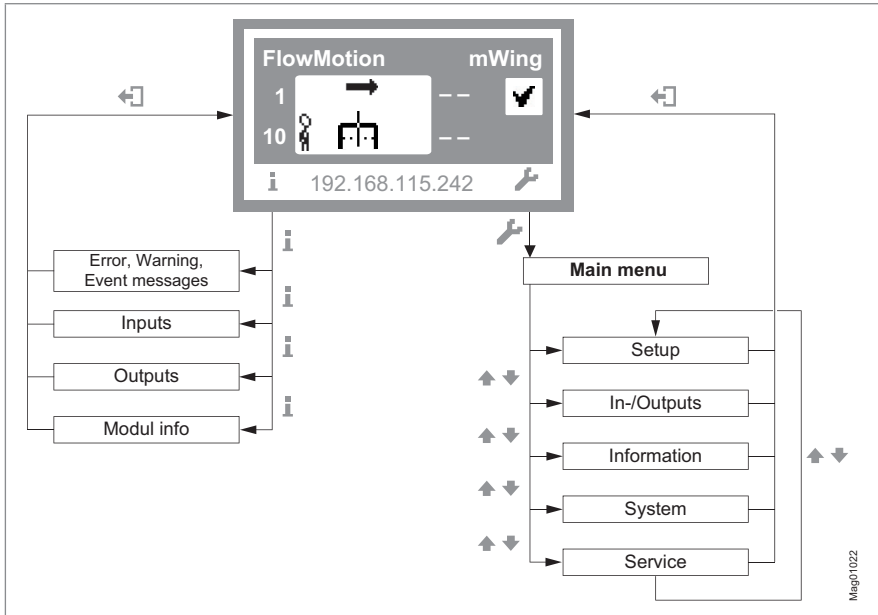 FlowMotion mWing
1 – –
10 – –
i 192.168.115.242
i
Error, Warning,
Event messages
i
Inputs
i
Outputs
i
Modul info
Main menu
Setup
In-/Outputs
Information
System
Service
Mag01022